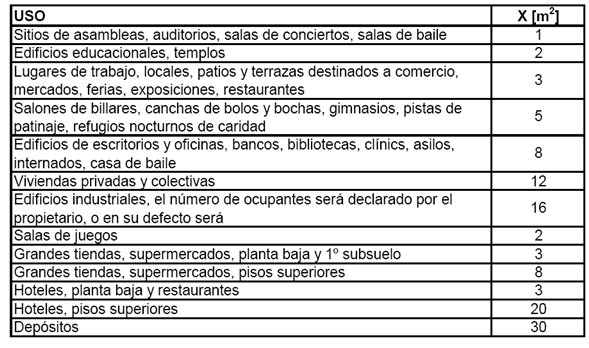 USO X [m²]
Sitios de asambleas, auditorios, salas de conciertos, salas de baile 1
Edificios educacionales, templos 2
Lugares de trabajo, locales, patios y terrazas destinados a comercio,
mercados, ferias, exposiciones, restaurantes 3
Salones de billares, canchas de bolos y bochas, gimnasios, pistas de
patinaje, refugios nocturnos de caridad 5
Edificios de escritorios y oficinas, bancos, bibliotecas, clínics, asilos,
internados, casa de baile 8
Viviendas privadas y colectivas 12
Edificios industriales, el número de ocupantes será declarado por el
propietario, o en su defecto será 16
Salas de juegos 2
Grandes tiendas, supermercados, planta baja y 1º subsuelo 3
Grandes tiendas, supermercados, pisos superiores 8
Hoteles, planta baja y restaurantes 3
Hoteles, pisos superiores 20
Depósitos 30